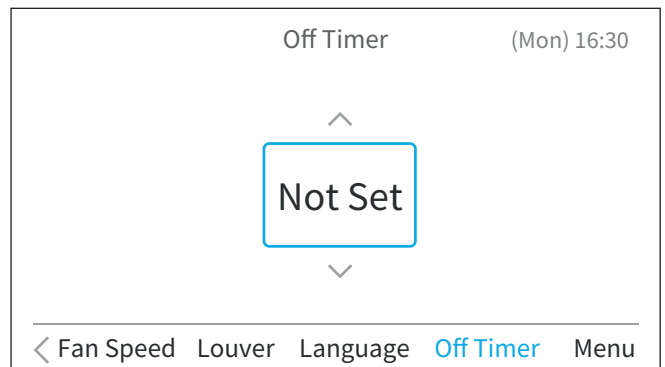 Off Timer (Mon) 16:30
Not Set
Fan Speed Louver Language Off Timer Menu